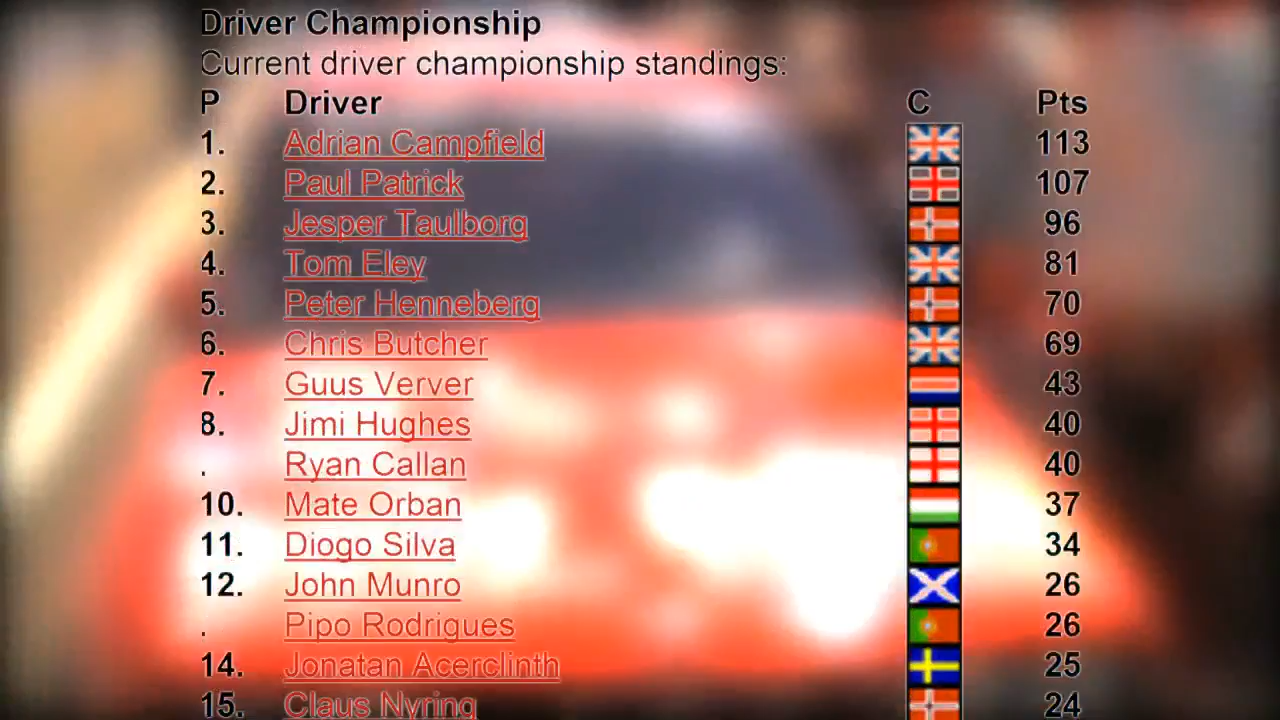 Driver Championship
Current driver championship standings:
P Driver C Pts
1. Adrian Campfield 113
2. Paul Patrick 107
3. Jesper Taulborg 96
4. Tom Eley 81
5. Peter Henneberg 70
6. Chris Butcher 69
7. Guus Verver 43
8. Jimi Hughes 40
. Ryan Callan 40
10. Mate Orban 37
11. Diogo Silva 34
12. John Munro 26
. Pipo Rodrigues 26
14. Jonatan Acerclinth 25
15. Claus Nyring 24